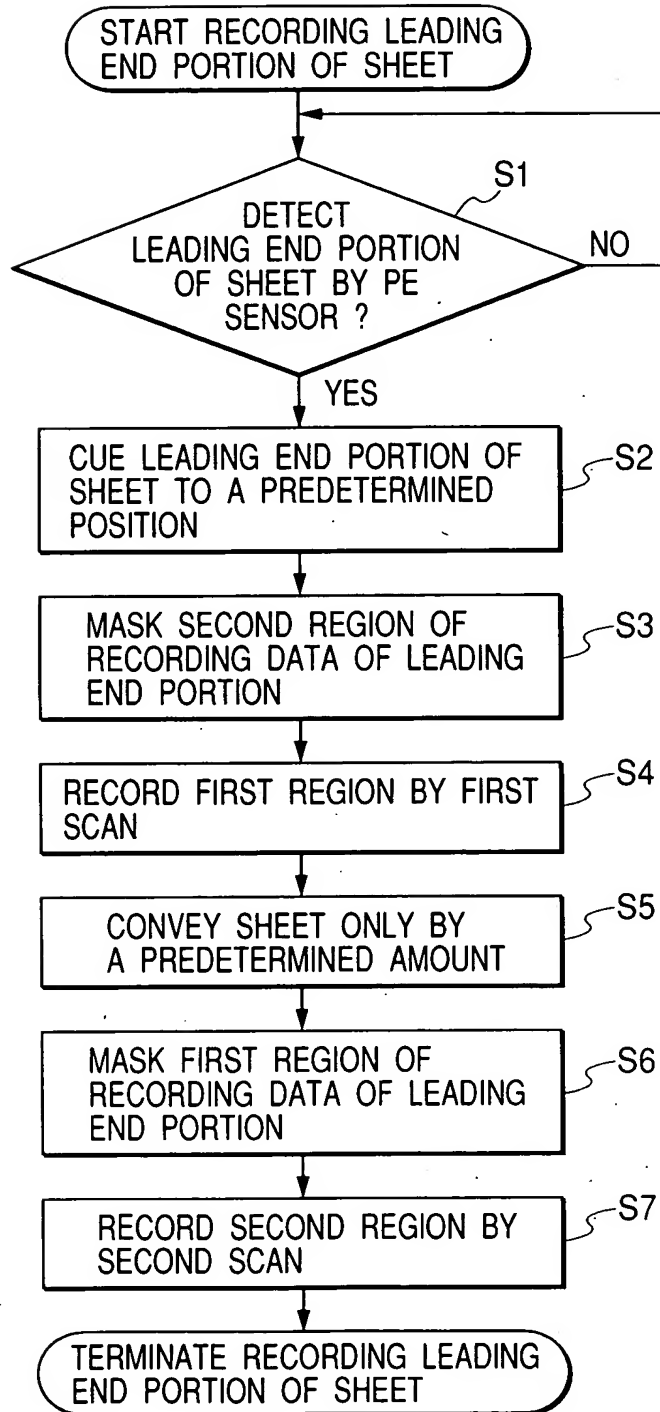 START RECORDING LEADING
END PORTION OF SHEET
S1
DETECT
LEADING END PORTION
OF SHEET BY PE
SENSOR ?
NO
YES
CUE LEADING END PORTION OF
SHEET TO A PREDETERMINED
POSITION
S2
MASK SECOND REGION OF
RECORDING DATA OF LEADING
END PORTION
S3
RECORD FIRST REGION BY FIRST
SCAN
S4
CONVEY SHEET ONLY BY
A PREDETERMINED AMOUNT
S5
MASK FIRST REGION OF
RECORDING DATA OF LEADING
END PORTION
S6
RECORD SECOND REGION BY
SECOND SCAN
S7
TERMINATE RECORDING LEADING
END PORTION OF SHEET